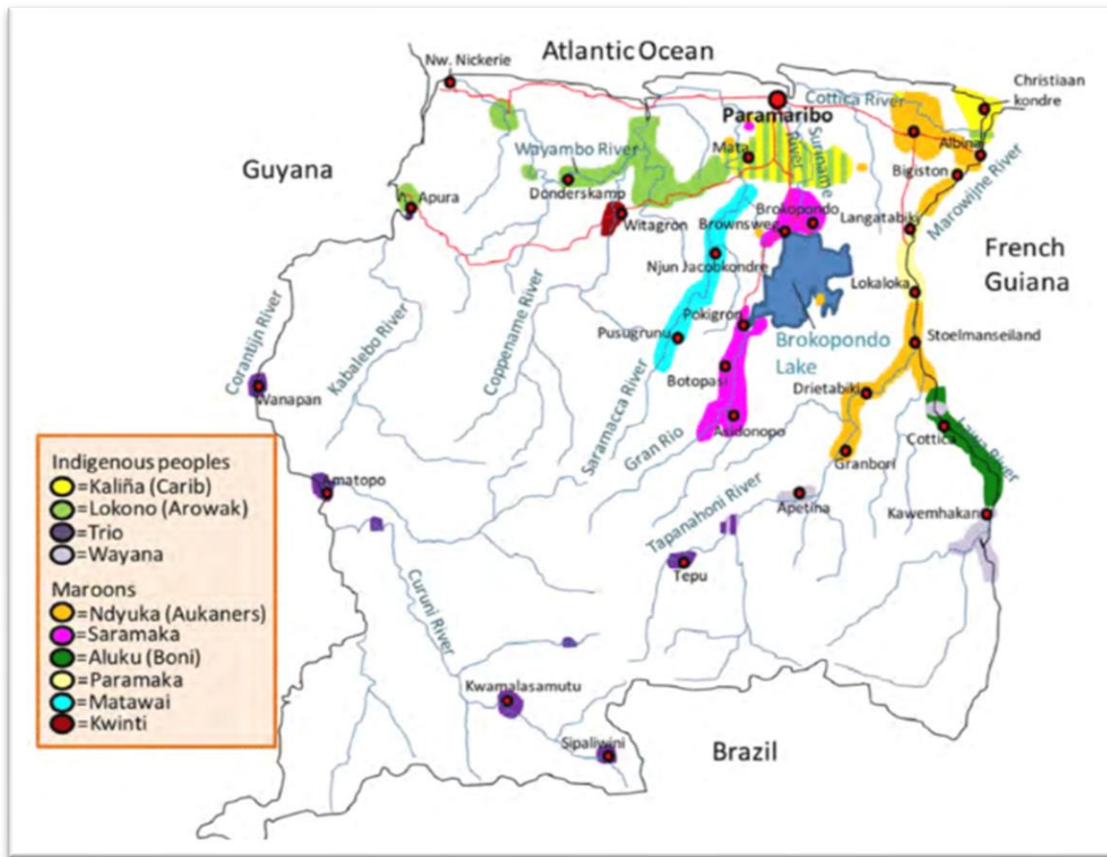 Atlantic Ocean
Nw. Nickerie
Christiaan
kondre
Cottica River
Paramaribo
Guyana
Wayambo River
Mata
Suriname
River
Albina
Bigiston
Marowijne River
Apura
Donderskamp
Witagron
Brokopondo
Brownsweg
Langatabiki
French
Guiana
Njun Jacobkondre
Lokaloka
Corantijn River
Kabalebo River
Coppename River
Pusugrunu
Pokigron
Brokopondo
Lake
Stoelmanseiland
Wanapan
Botopasi
Drietabiki
Saramacca River
Gran Rio
Asidonopo
Granbori
Cottica
Lawa River
Amatopo
Tapanahoni River
Apetina
Kawemhakan
Tepu
Curuni River
Kwamalasamutu
Sipaliwini
Brazil
Indigenous peoples
=Kaliña (Carib)
=Lokono (Arowak)
=Trio
=Wayana
Maroons
=Ndyuka (Aukaners)
=Saramaka
=Aluku (Boni)
=Paramaka
=Matawai
=Kwinti